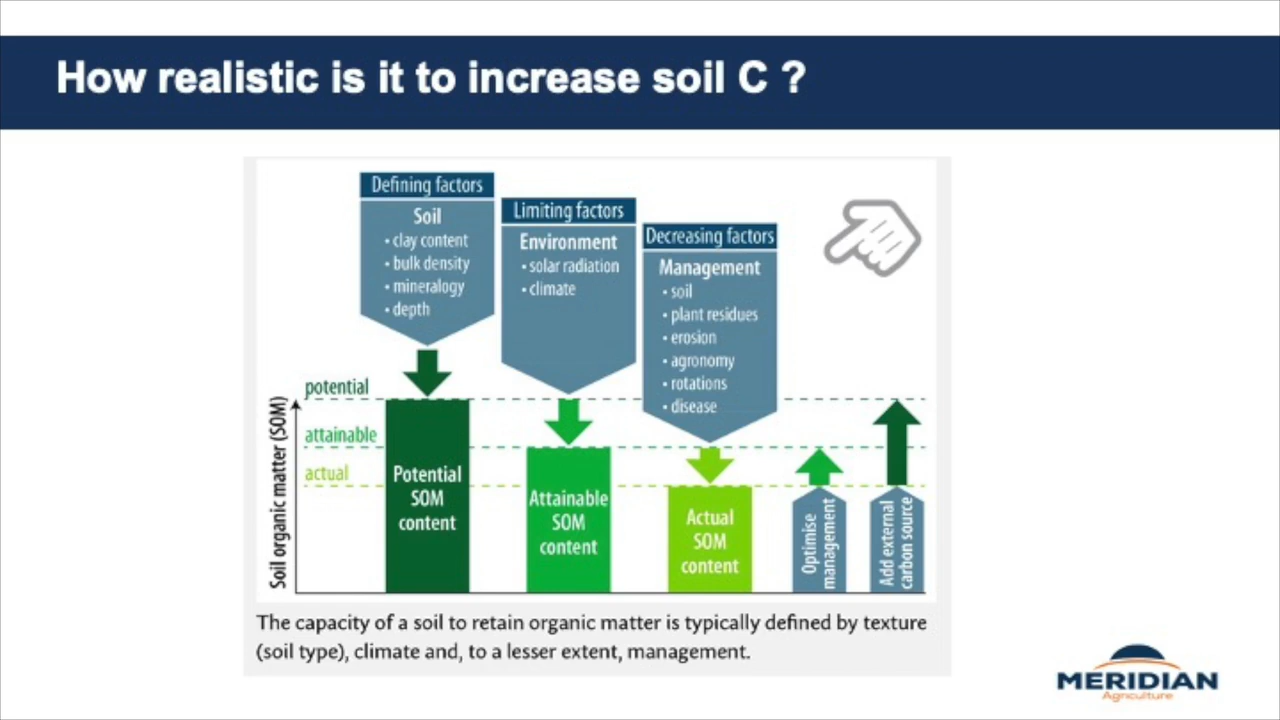 How realistic is it to increase soil C ?
Defining factors
Soil
• clay content
• bulk density
• mineralogy
• depth
Limiting factors
Environment
• solar radiation
• climate
Decreasing factors
Management
• soil
• plant residues
• erosion
• agronomy
• rotations
• disease
Soil organic matter (SOM)
potential
attainable
actual
Potential
SOM
content
Attainable
SOM
content
Actual
SOM
content
Optimise
management
Add external
carbon source
The capacity of a soil to retain organic matter is typically defined by texture
(soil type), climate and, to a lesser extent, management.
MERIDIAN
Agriculture